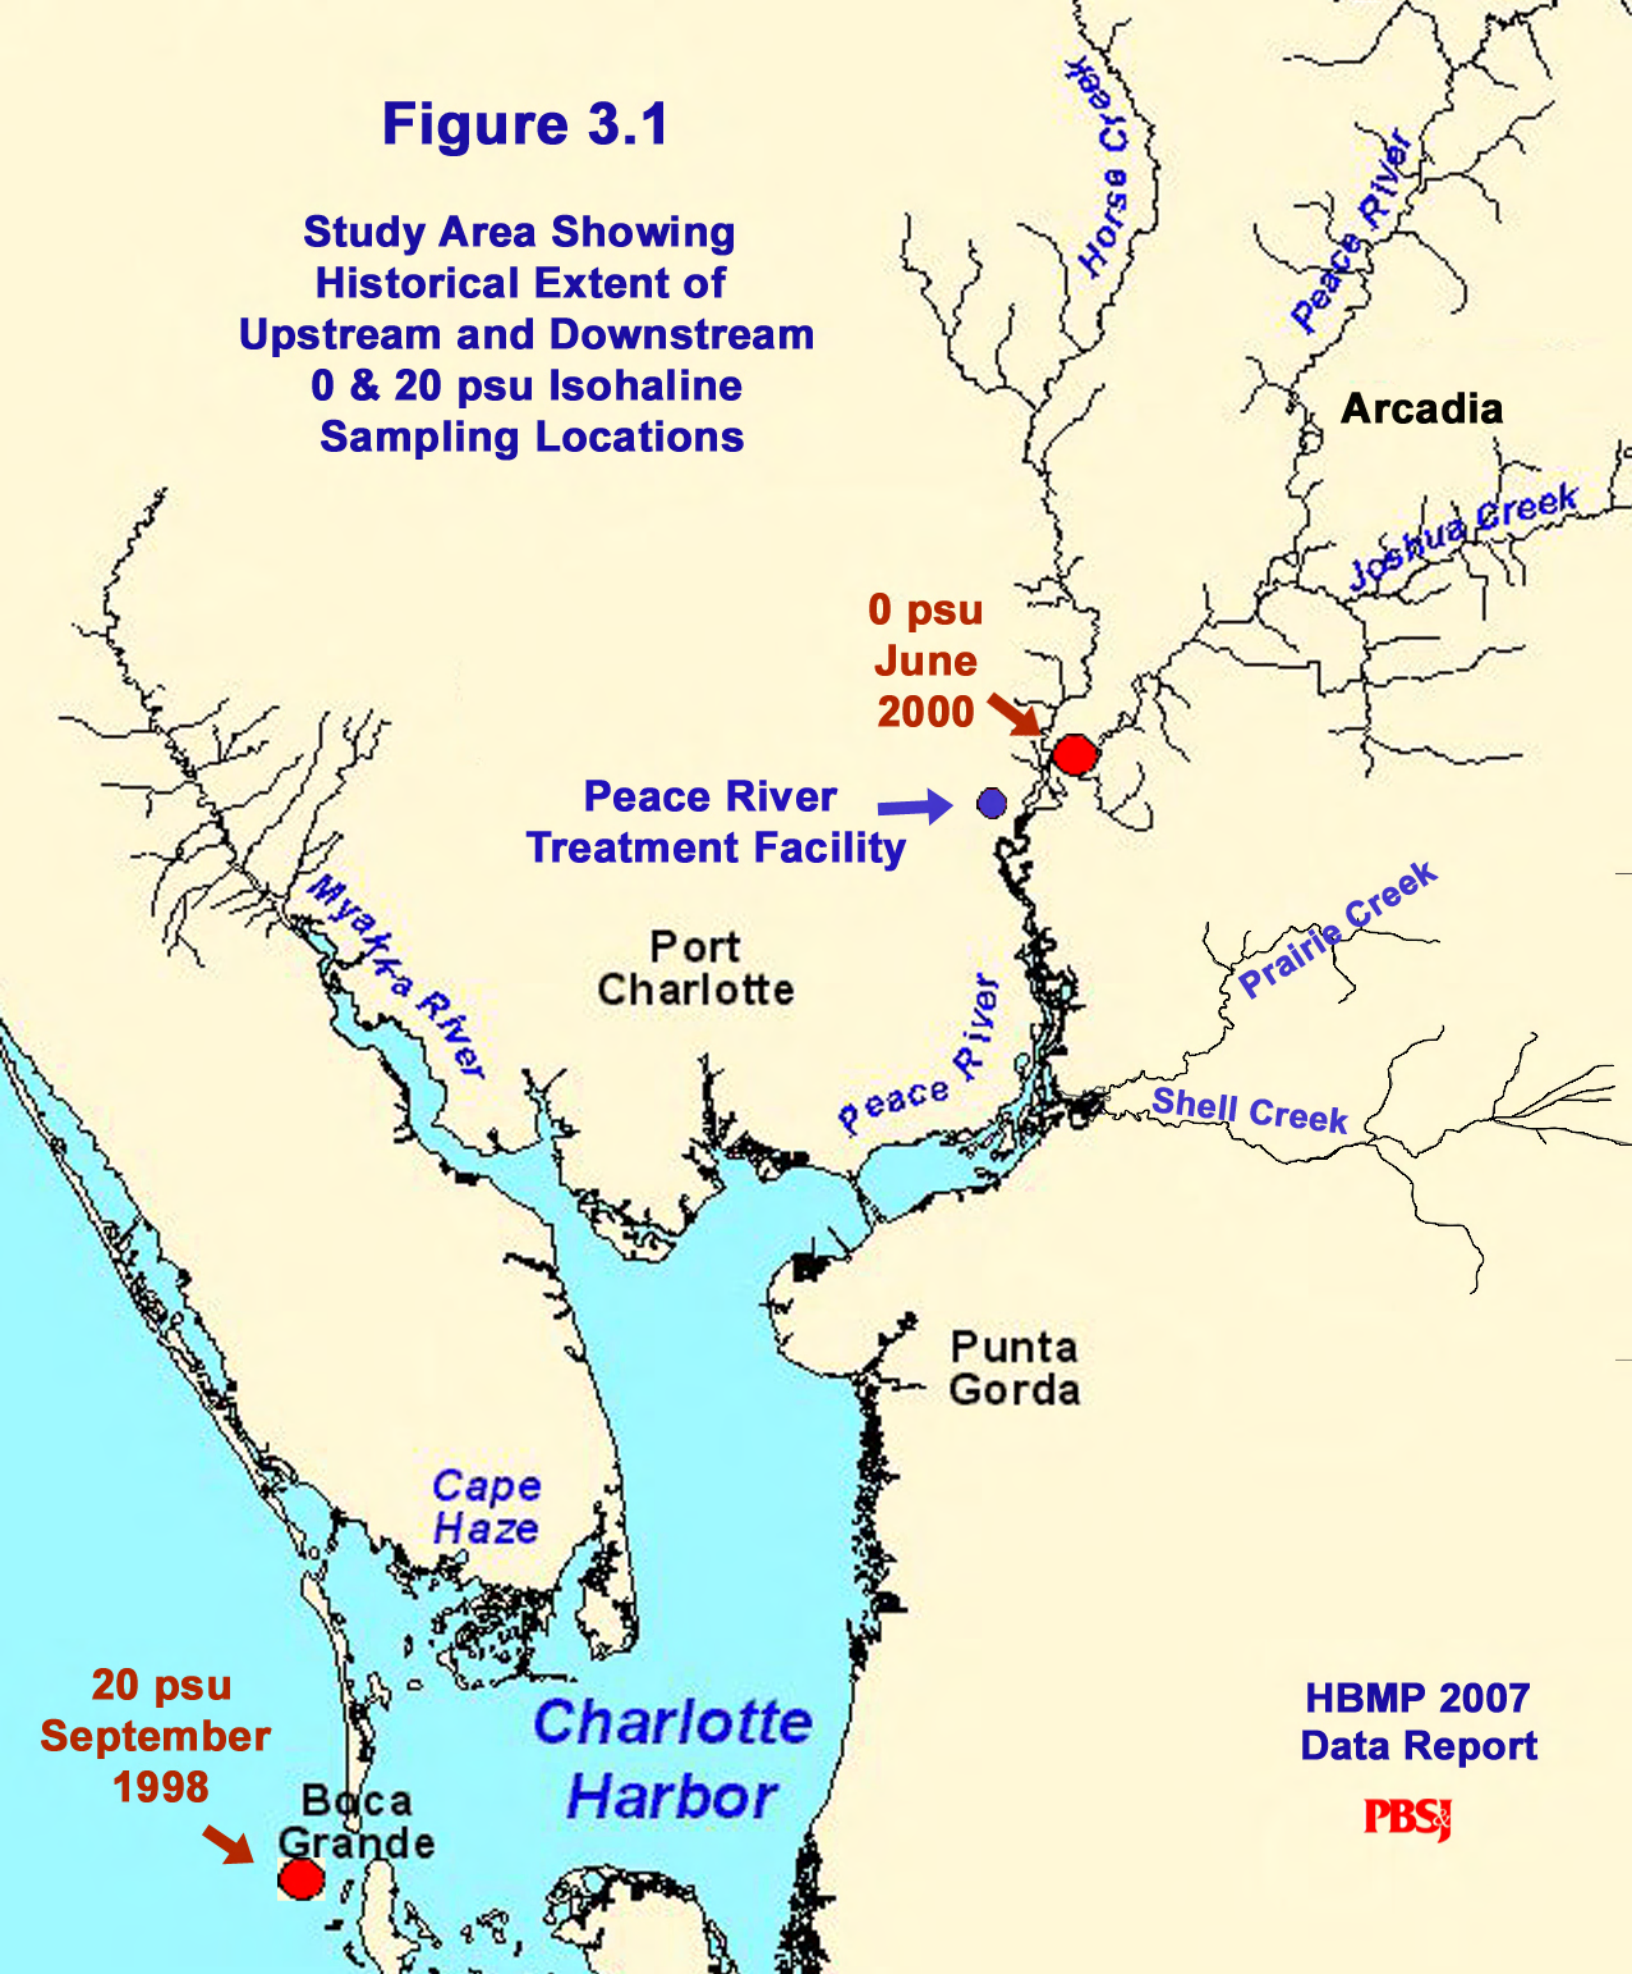 Figure 3.1
Study Area Showing
Historical Extent of
Upstream and Downstream
0 & 20 psu Isohaline
Sampling Locations
Horse Creek
Peace River
Arcadia
Joshua Creek
0 psu
June
2000
Peace River
Treatment Facility
Myakka River
Port
Charlotte
Peace River
Prairie Creek
Shell Creek
Punta
Gorda
Cape
Haze
20 psu
September
1998
Boca
Grande
Charlotte
Harbor
HBMP 2007
Data Report
PBS&J